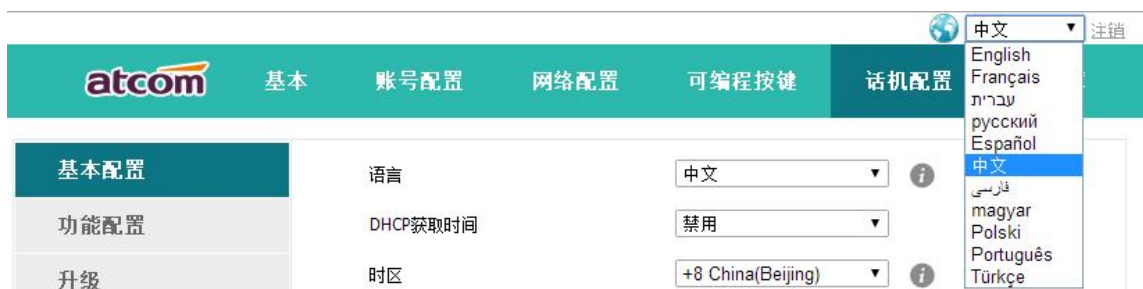 中文 注销
English
Français
עברית
русский
Español
中文
فارسی
magyar
Polski
Português
Türkçe
atcom 基本 账号配置 网络配置 可编程按键 话机配置
基本配置
功能配置
升级
语言 中文
DHCP获取时间 禁用
时区 +8 China(Beijing)